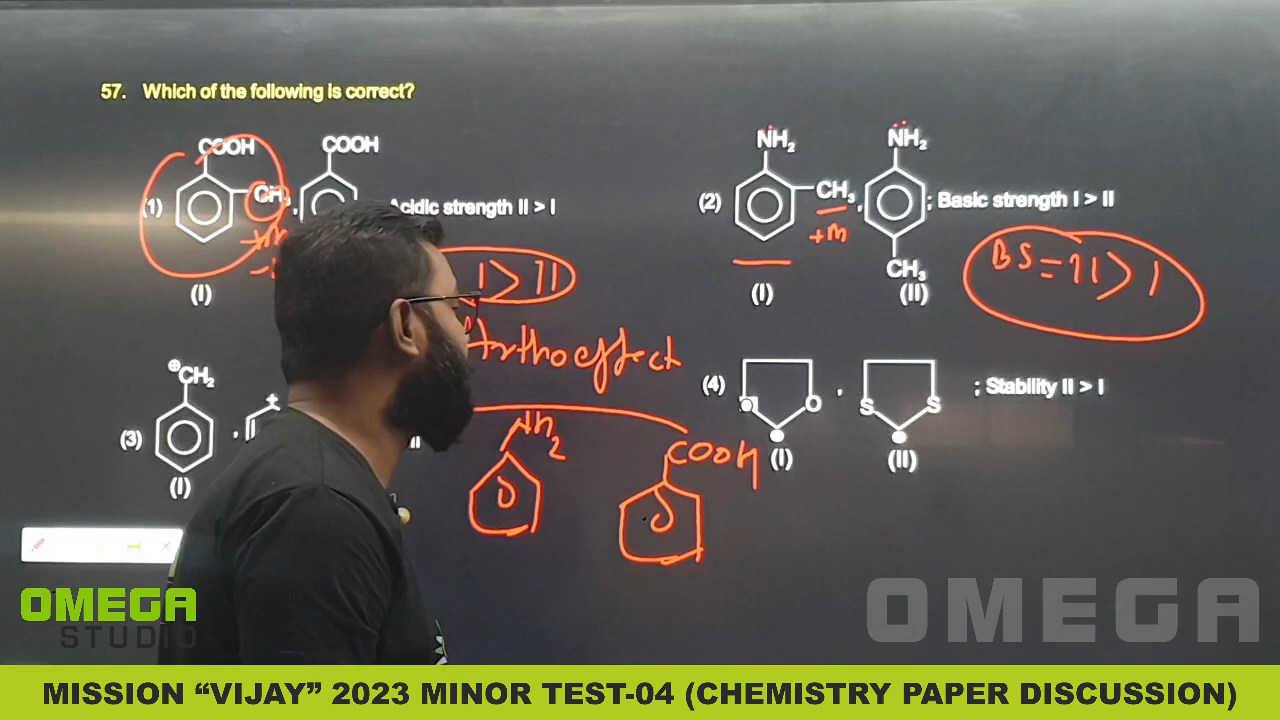 57. Which of the following is correct?
COOH
COOH
NH₂
NH₂
(1)
CH
,
Acidic strength II > I
(2)
CH₃,
; Basic strength I > II
+M
I > II
CH₃
BS = II > I
(I)
(I)
(II)
Ortho effect
⊕CH₂
+
(3)
,
(4)
O
,
S
S
; Stability II > I
NH₂
COOH
(I)
(I)
(II)
OMEGA
STUDIO
OMEGA
MISSION “VIJAY” 2023 MINOR TEST-04 (CHEMISTRY PAPER DISCUSSION)